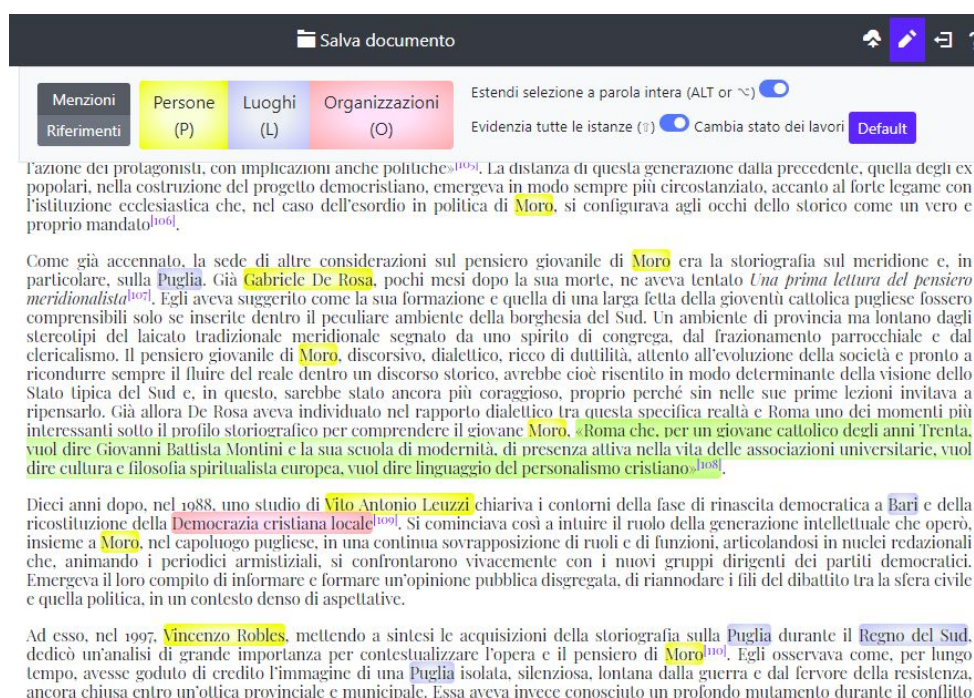 Salva documento
Menzioni
Riferimenti
Persone
(P)
Luoghi
(L)
Organizzazioni
(O)
Estendi selezione a parola intera (ALT or ⌥)
Evidenzia tutte le istanze (⇧) Cambia stato dei lavori Default
l'azione dei protagonisti, con implicazioni anche politiche»[105]. La distanza di questa generazione dalla precedente, quella degli ex
popolari, nella costruzione del progetto democristiano, emergeva in modo sempre più circostanziato, accanto al forte legame con
l'istituzione ecclesiastica che, nel caso dell'esordio in politica di Moro, si configurava agli occhi dello storico come un vero e
proprio mandato[106].
Come già accennato, la sede di altre considerazioni sul pensiero giovanile di Moro era la storiografia sul meridione e, in
particolare, sulla Puglia. Già Gabriele De Rosa, pochi mesi dopo la sua morte, ne aveva tentato Una prima lettura del pensiero
meridionalista[107]. Egli aveva suggerito come la sua formazione e quella di una larga fetta della gioventù cattolica pugliese fossero
comprensibili solo se inserite dentro il peculiare ambiente della borghesia del Sud. Un ambiente di provincia ma lontano dagli
stereotipi del laicato tradizionale meridionale segnato da uno spirito di congrega, dal frazionamento parrocchiale e dal
clericalismo. Il pensiero giovanile di Moro, discorsivo, dialettico, ricco di duttilità, attento all'evoluzione della società e pronto a
ricondurre sempre il fluire del reale dentro un discorso storico, avrebbe cioè risentito in modo determinante della visione dello
Stato tipica del Sud e, in questo, sarebbe stato ancora più coraggioso, proprio perché sin nelle sue prime lezioni invitava a
ripensarlo. Già allora De Rosa aveva individuato nel rapporto dialettico tra questa specifica realtà e Roma uno dei momenti più
interessanti sotto il profilo storiografico per comprendere il giovane Moro, «Roma che, per un giovane cattolico degli anni Trenta,
vuol dire Giovanni Battista Montini e la sua scuola di modernità, di presenza attiva nella vita delle associazioni universitarie, vuol
dire cultura e filosofia spiritualista europea, vuol dire linguaggio del personalismo cristiano»[108].
Dieci anni dopo, nel 1988, uno studio di Vito Antonio Leuzzi chiariva i contorni della fase di rinascita democratica a Bari e della
ricostituzione della Democrazia cristiana locale[109]. Si cominciava così a intuire il ruolo della generazione intellettuale che operò,
insieme a Moro, nel capoluogo pugliese, in una continua sovrapposizione di ruoli e di funzioni, articolandosi in nuclei redazionali
che, animando i periodici armistiziali, si confrontarono vivacemente con i nuovi gruppi dirigenti dei partiti democratici.
Emergeva il loro compito di informare e formare un'opinione pubblica disgregata, di riannodare i fili del dibattito tra la sfera civile
e quella politica, in un contesto denso di aspettative.
Ad esso, nel 1997, Vincenzo Robles, mettendo a sintesi le acquisizioni della storiografia sulla Puglia durante il Regno del Sud,
dedicò un'analisi di grande importanza per contestualizzare l'opera e il pensiero di Moro[110]. Egli osservava come, per lungo
tempo, avesse goduto di credito l'immagine di una Puglia isolata, silenziosa, lontana dalla guerra e dal fervore della resistenza,
ancora chiusa entro un'ottica provinciale e municipale. Essa aveva invece conosciuto un profondo mutamento durante il conflitto